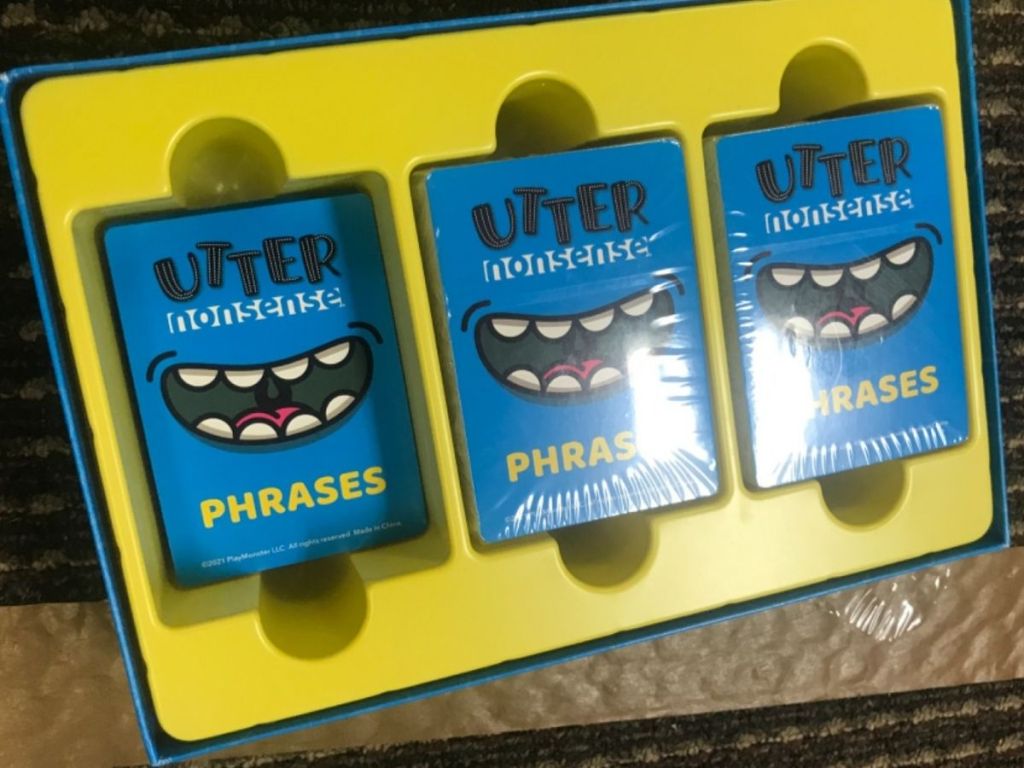 UTTER
nonsense
PHRASES
©2021 PlayMonster LLC. All rights reserved. Made in China.
UTTER
nonsense
PHRAS
UTTER
nonsense
HRASES